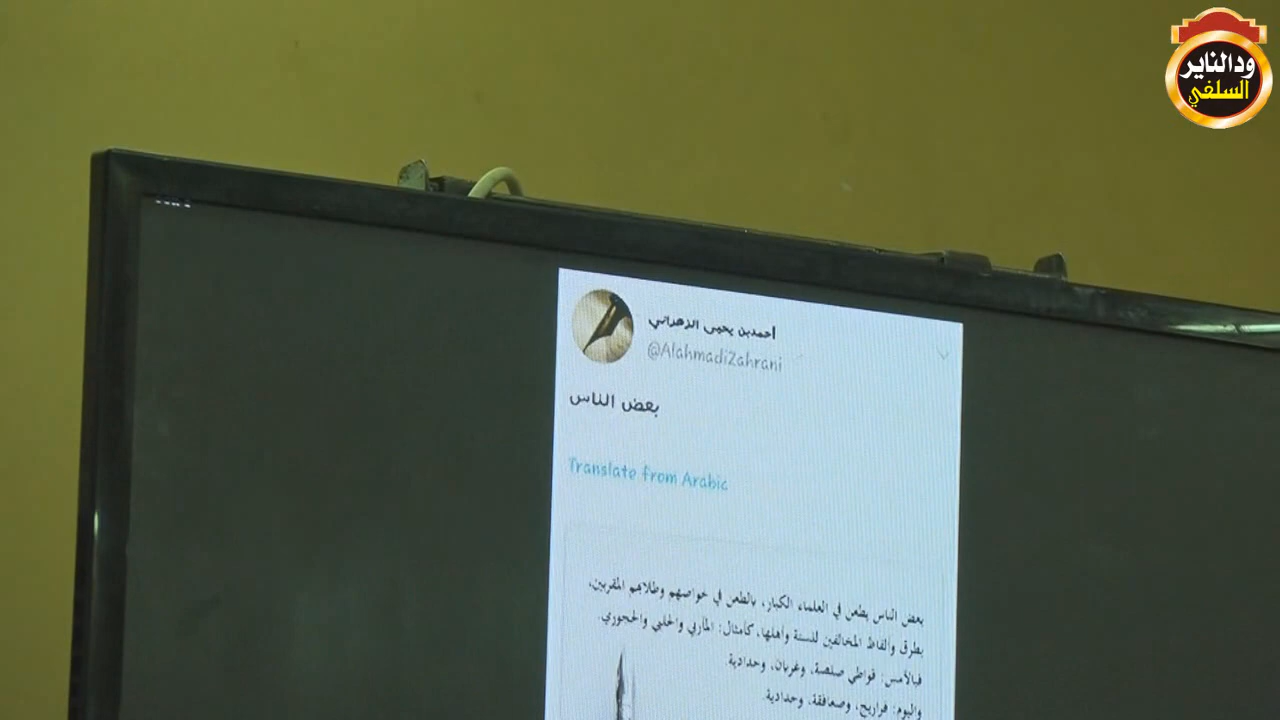 ودالناير
السلفي
أحمدبن يحيى الزهراني
@AlahmadiZahrani
بعض الناس
Translate from Arabic
بعض الناس يطعن في العلماء الكبار، بالطعن في خواصهم وطلابهم المقربين،
بطرق وألفاظ المخالفين للسنة وأهلها، كأمثال: المأربي والحلبي والحجوري.
فبالأمس: قواطي صلصة، وغربان، وحدادية.
واليوم: فراريج، وصعافقة، وحدادية.